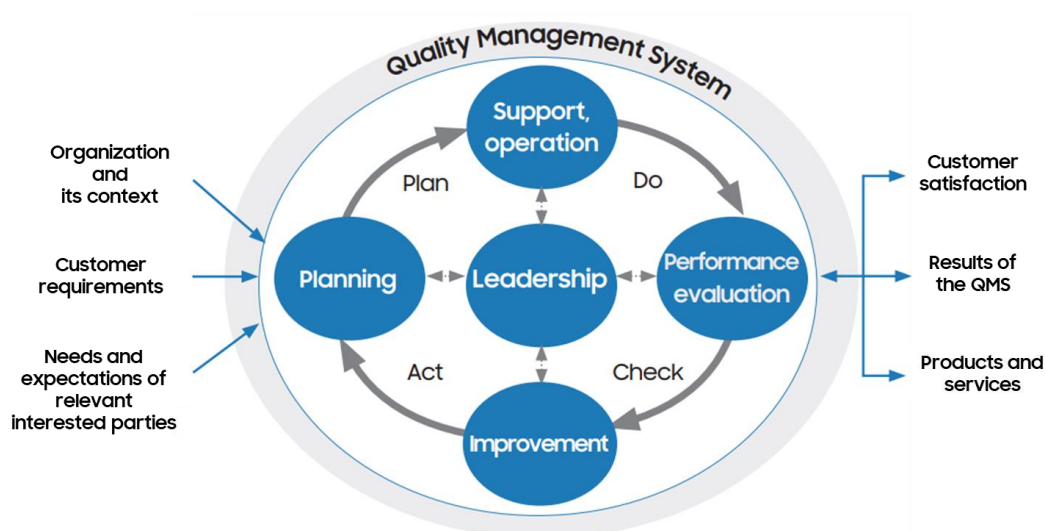 Quality Management System
Organization
and
its context
Customer
requirements
Needs and
expectations of
relevant
interested parties
Support,
operation
Plan
Do
Planning
Leadership
Performance
evaluation
Act
Check
Improvement
Customer
satisfaction
Results of
the QMS
Products and
services